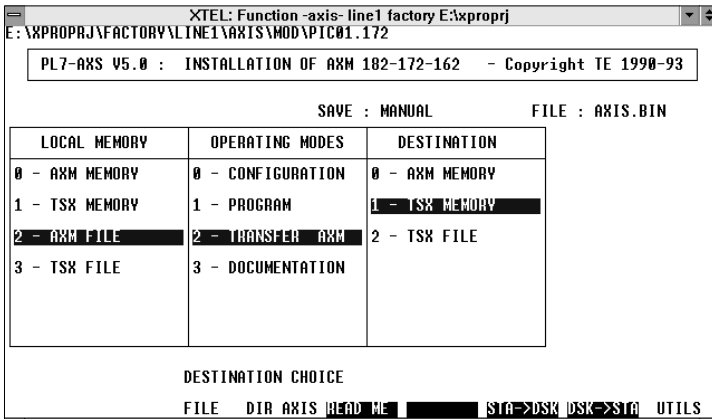 XTEL: Function -axis- line1 factory E:\xproprj
E:\XPROPRJ\FACTORY\LINE1\AXIS\MOD\PIC01.172
PL7-AXS V5.0 : INSTALLATION OF AXM 182-172-162 - Copyright TE 1990-93
SAVE : MANUAL FILE : AXIS.BIN
LOCAL MEMORY OPERATING MODES DESTINATION
0 - AXM MEMORY 0 - CONFIGURATION 0 - AXM MEMORY
1 - TSX MEMORY 1 - PROGRAM 1 - TSX MEMORY
2 - AXM FILE 2 - TRANSFER AXM 2 - TSX FILE
3 - TSX FILE 3 - DOCUMENTATION
DESTINATION CHOICE
FILE DIR AXIS READ ME STA->DSK DSK->STA UTILS